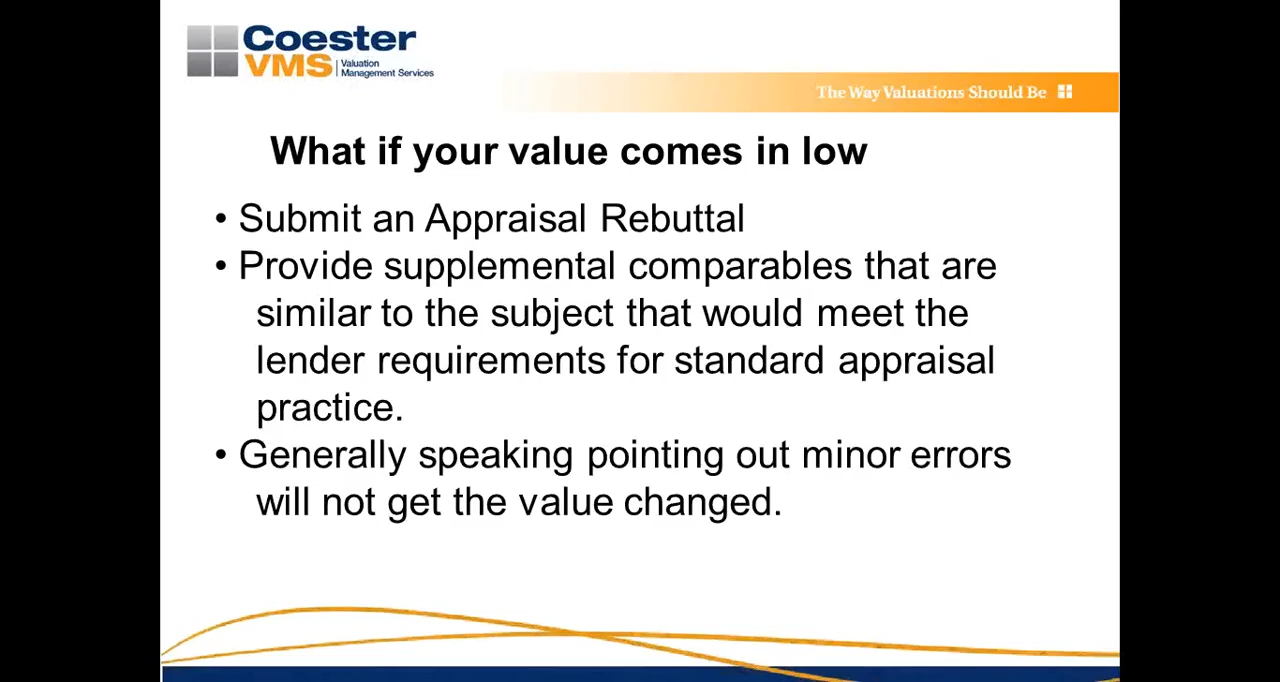 Coester
VMS
Valuation
Management Services
The Way Valuations Should Be
What if your value comes in low
• Submit an Appraisal Rebuttal
• Provide supplemental comparables that are
similar to the subject that would meet the
lender requirements for standard appraisal
practice.
• Generally speaking pointing out minor errors
will not get the value changed.